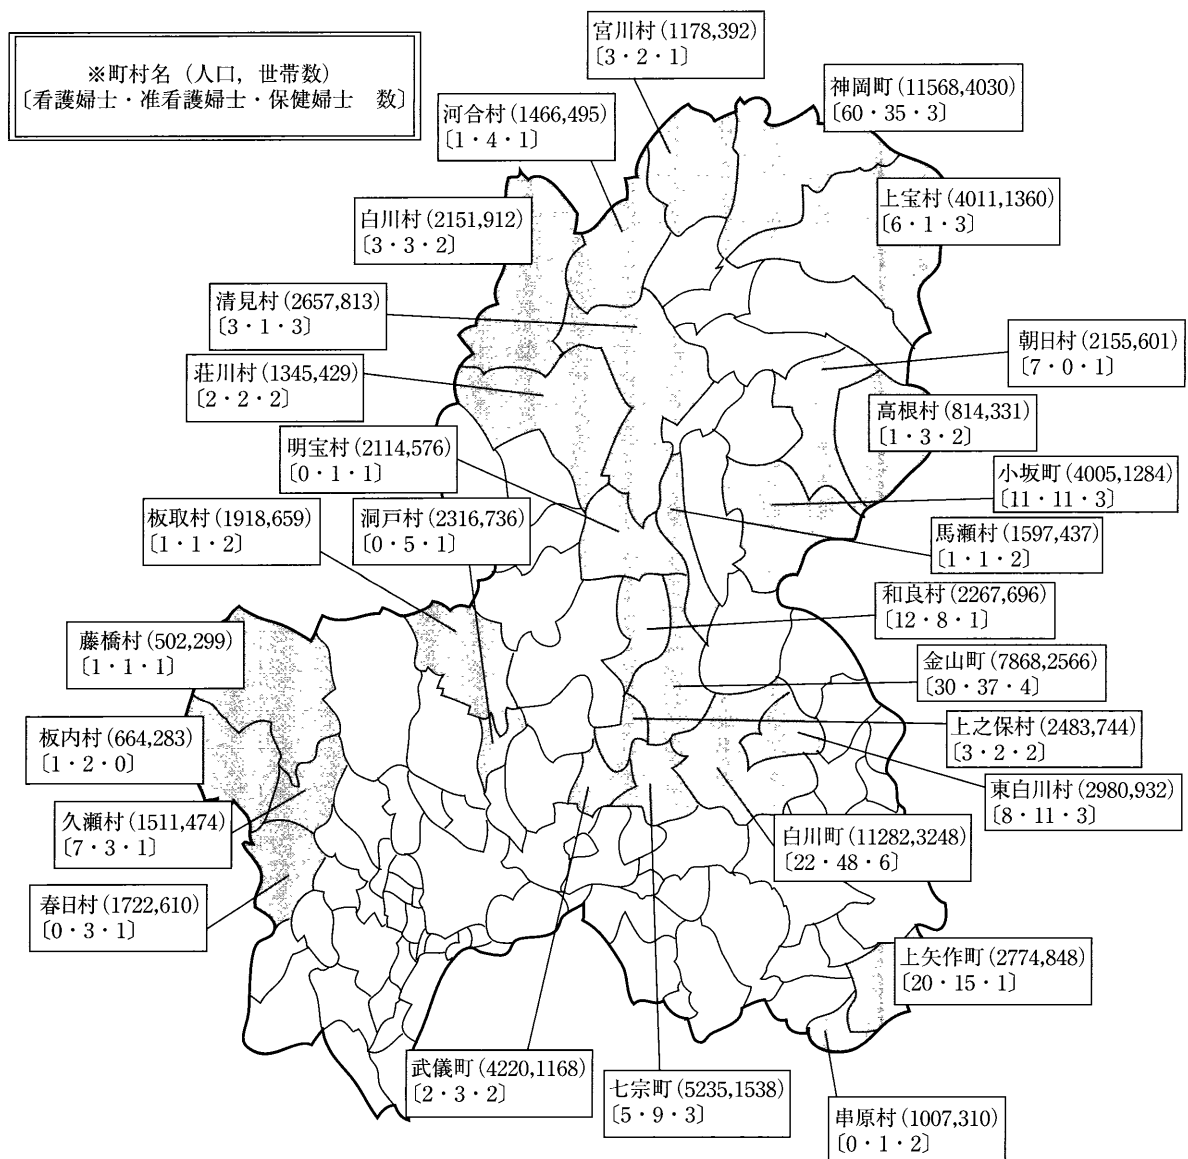 ※町村名（人口，世帯数）
〔看護婦士・准看護婦士・保健婦士　数〕
宮川村(1178,392)
〔3・2・1〕
神岡町(11568,4030)
〔60・35・3〕
河合村(1466,495)
〔1・4・1〕
上宝村(4011,1360)
〔6・1・3〕
白川村(2151,912)
〔3・3・2〕
清見村(2657,813)
〔3・1・3〕
朝日村(2155,601)
〔7・0・1〕
荘川村(1345,429)
〔2・2・2〕
高根村(814,331)
〔1・3・2〕
明宝村(2114,576)
〔0・1・1〕
小坂町(4005,1284)
〔11・11・3〕
板取村(1918,659)
〔1・1・2〕
洞戸村(2316,736)
〔0・5・1〕
馬瀬村(1597,437)
〔1・1・2〕
和良村(2267,696)
〔12・8・1〕
藤橋村(502,299)
〔1・1・1〕
金山町(7868,2566)
〔30・37・4〕
板内村(664,283)
〔1・2・0〕
上之保村(2483,744)
〔3・2・2〕
東白川村(2980,932)
〔8・11・3〕
久瀬村(1511,474)
〔7・3・1〕
白川町(11282,3248)
〔22・48・6〕
春日村(1722,610)
〔0・3・1〕
上矢作町(2774,848)
〔20・15・1〕
武儀町(4220,1168)
〔2・3・2〕
七宗町(5235,1538)
〔5・9・3〕
串原村(1007,310)
〔0・1・2〕